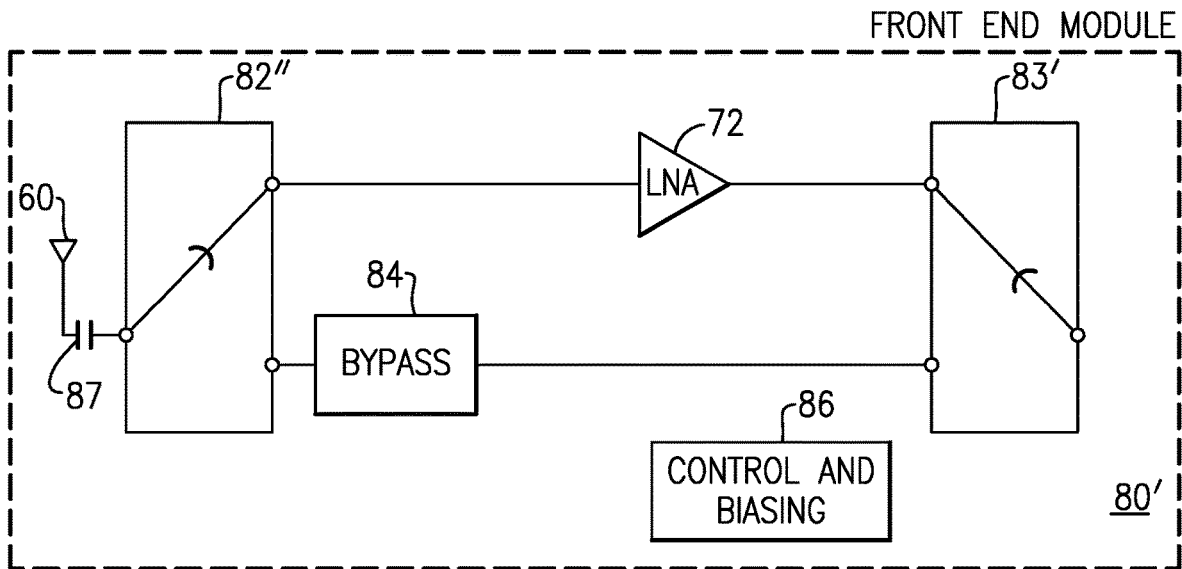 FRONT END MODULE
82″
83′
72
LNA
60
84
BYPASS
87
86
CONTROL AND
BIASING
80′